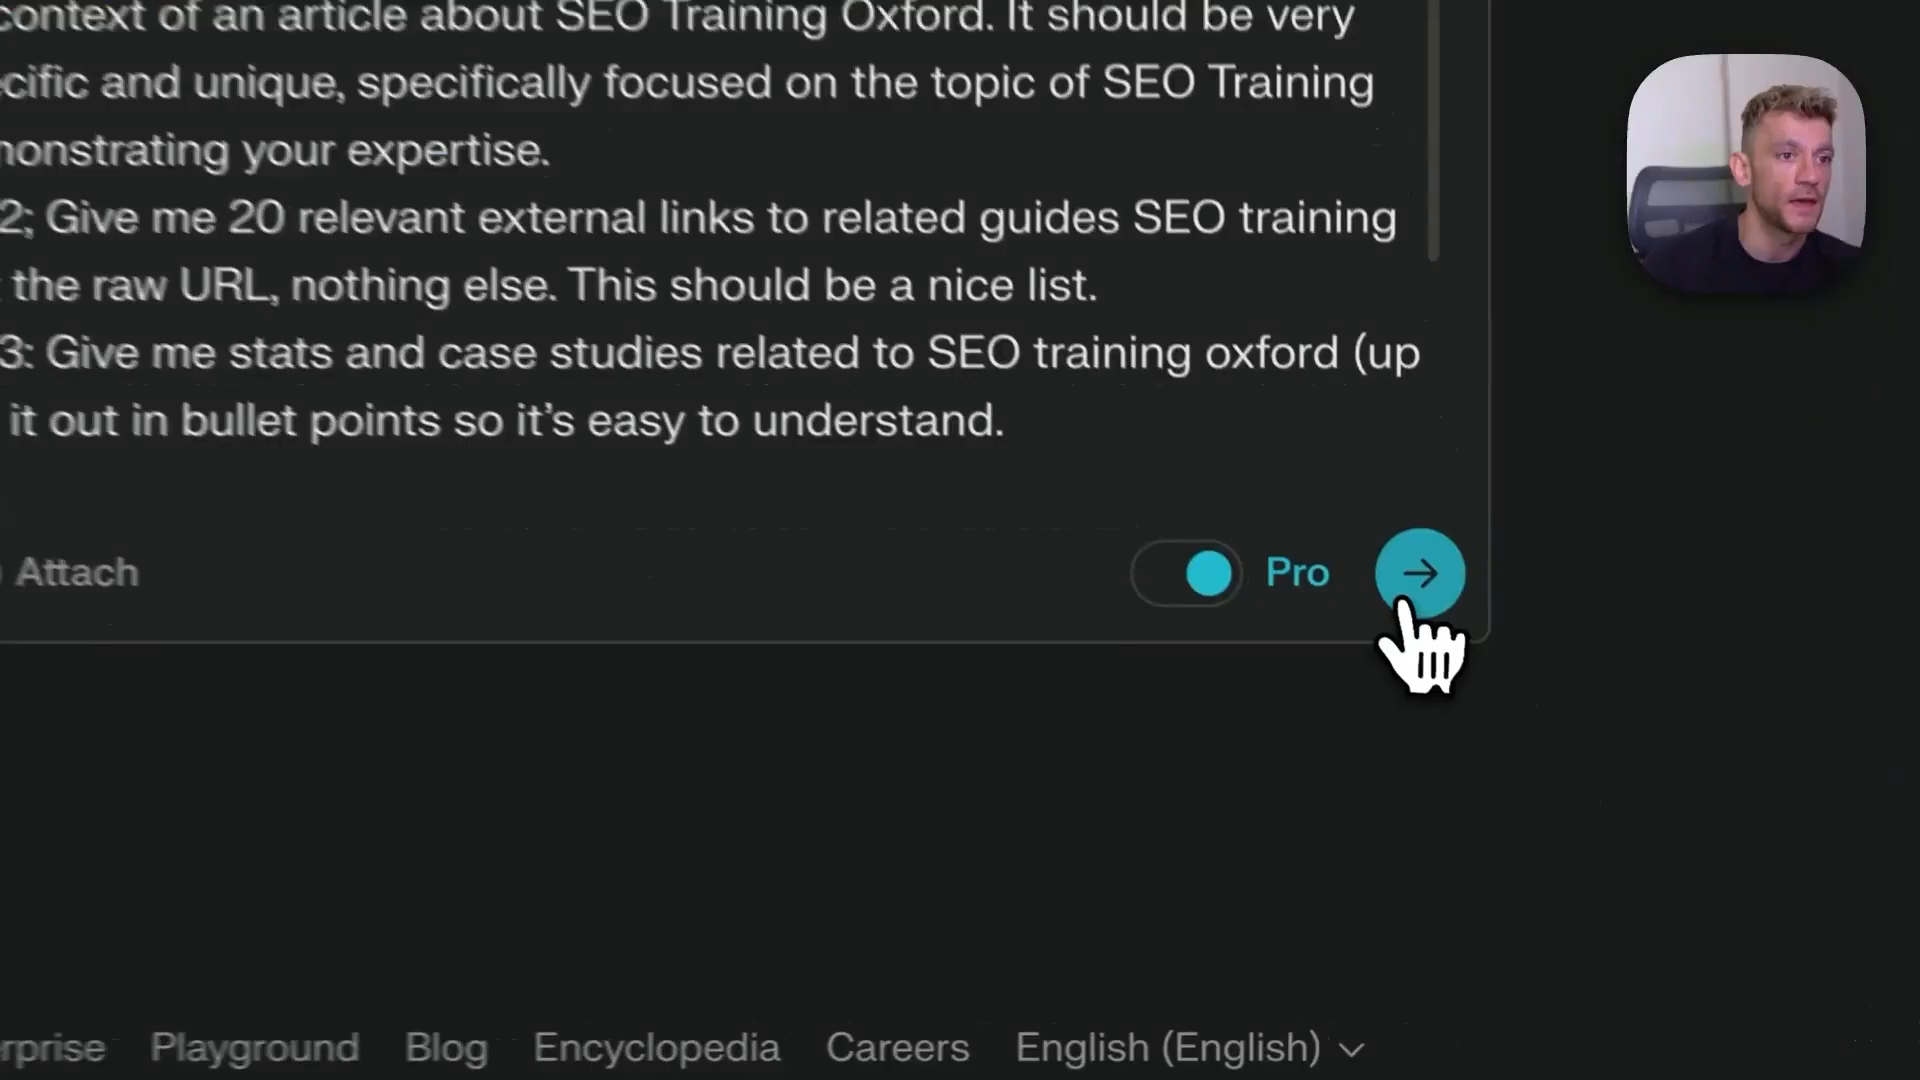 context of an article about SEO Training Oxford. It should be very
cific and unique, specifically focused on the topic of SEO Training
monstrating your expertise.
2; Give me 20 relevant external links to related guides SEO training
the raw URL, nothing else. This should be a nice list.
3: Give me stats and case studies related to SEO training oxford (up
it out in bullet points so it's easy to understand.
Attach
Pro
rprise Playground Blog Encyclopedia Careers English (English)